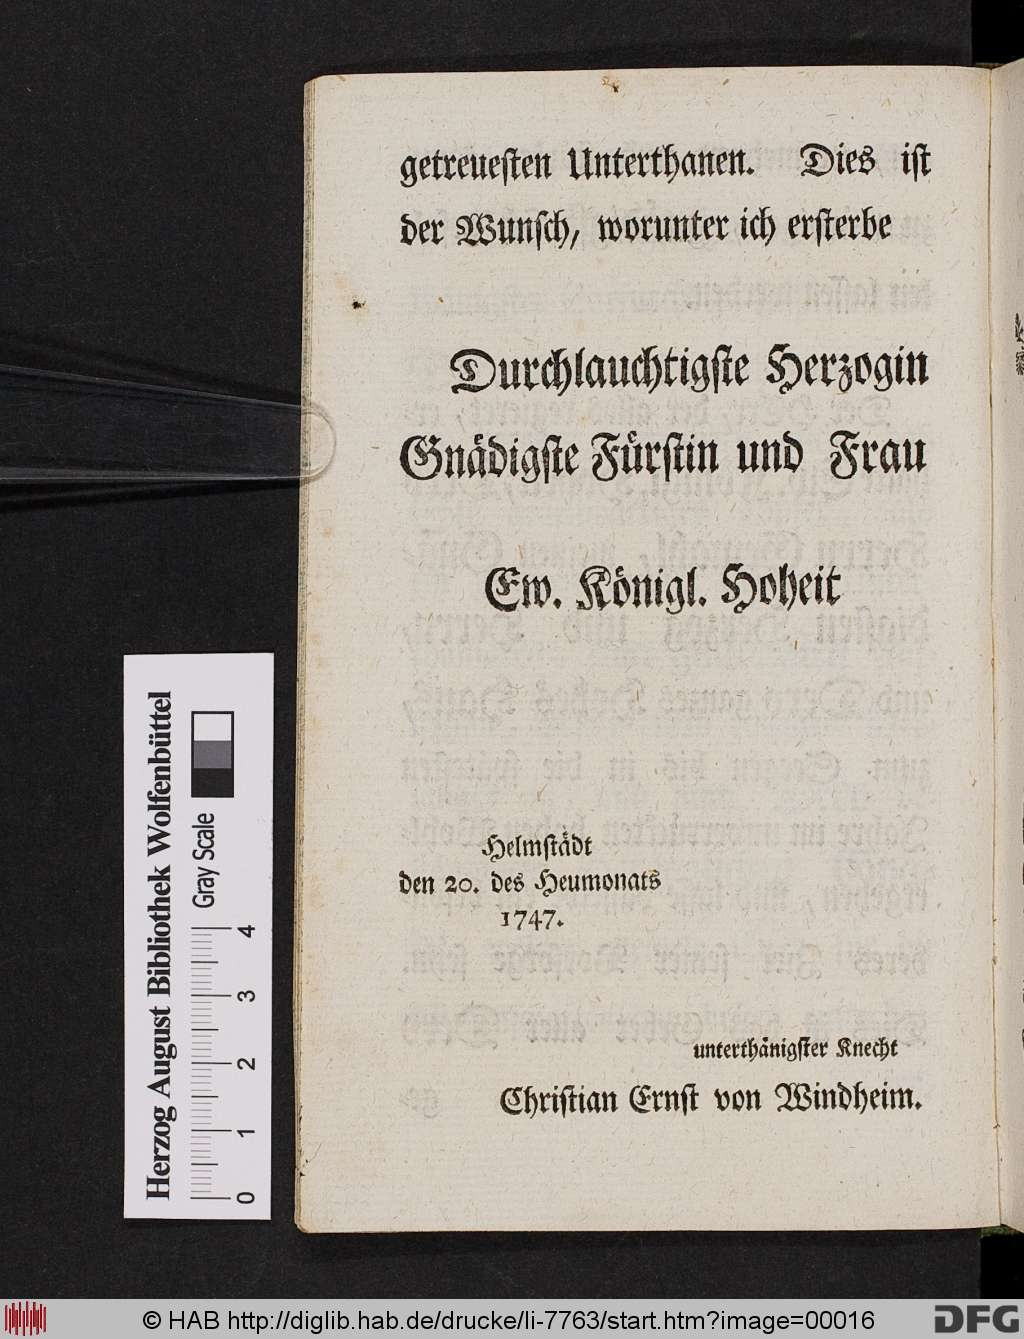 getreuesten Unterthanen. Dies ist
der Wunsch, worunter ich ersterbe
Durchlauchtigste Herzogin
Gnädigste Fürstin und Frau
Ew. Königl. Hoheit
Helmstädt
den 20. des Heumonats
1747.
unterthänigster Knecht
Christian Ernst von Windheim.
Herzog August Bibliothek Wolfenbüttel
Gray Scale
0 1 2 3 4
© HAB http://diglib.hab.de/drucke/li-7763/start.htm?image=00016
DFG